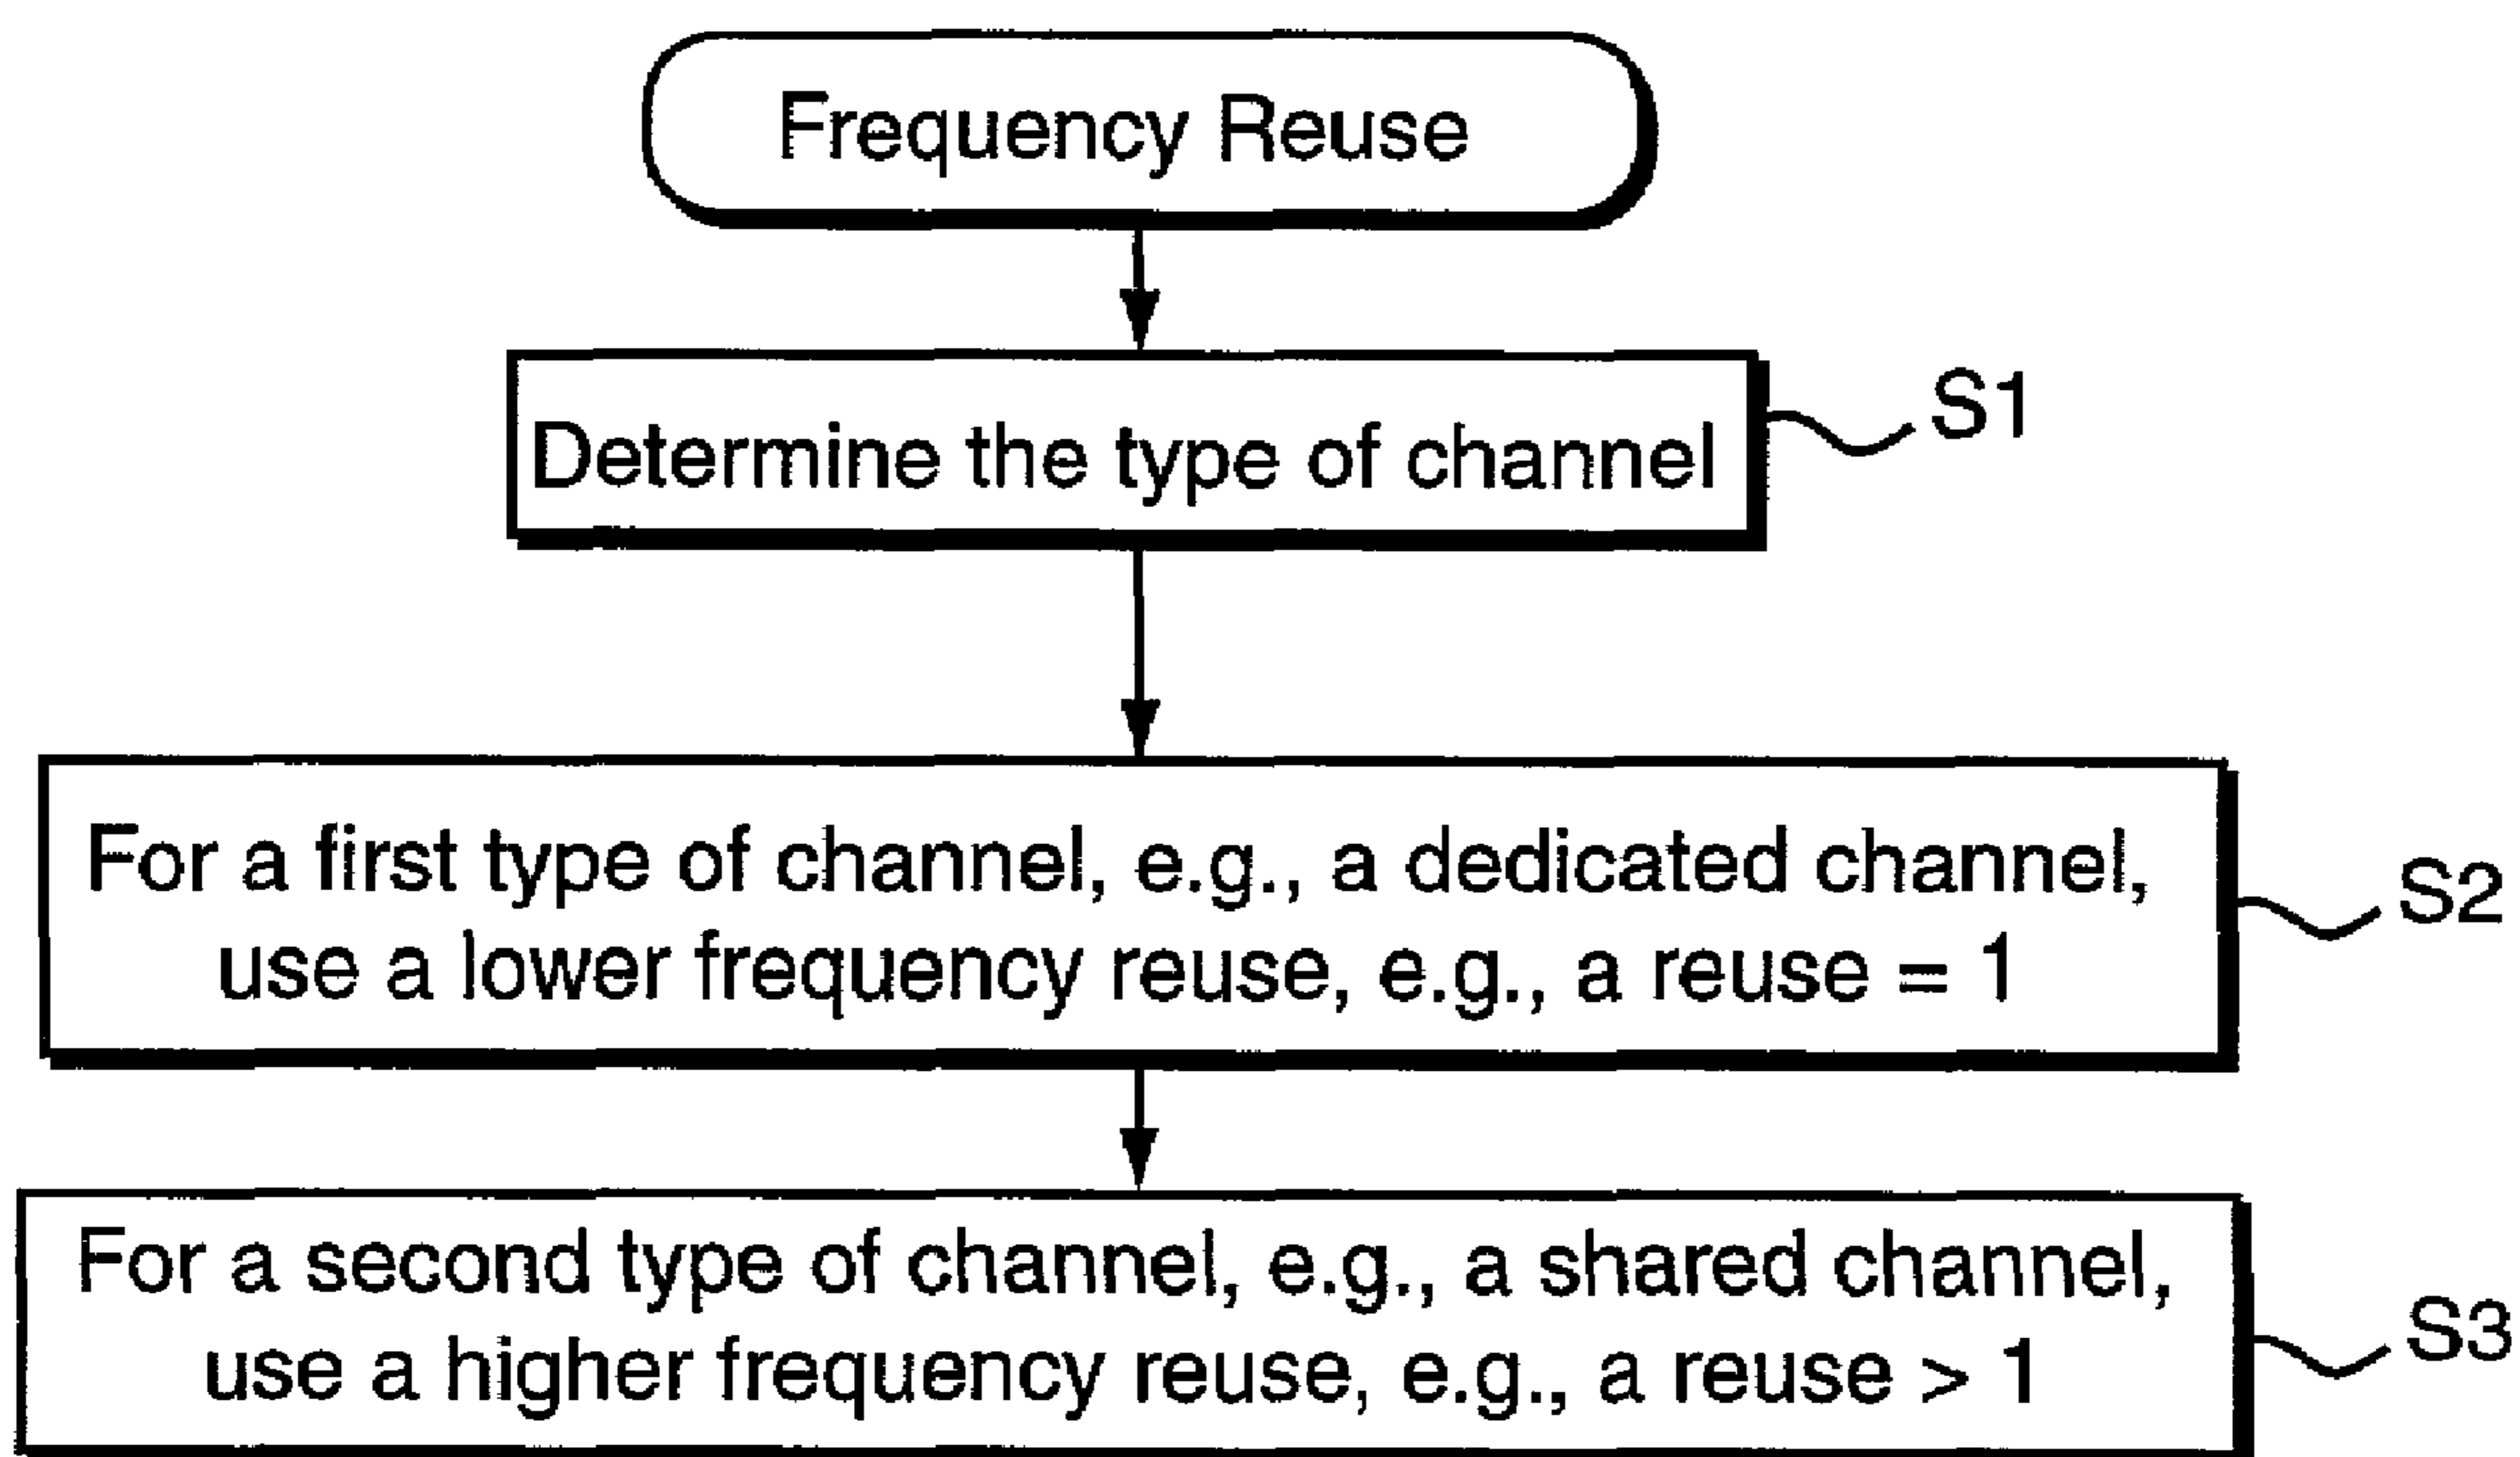 Frequency Reuse
Determine the type of channel
S1
For a first type of channel, e.g., a dedicated channel,
use a lower frequency reuse, e.g., a reuse = 1
S2
For a second type of channel, e.g., a shared channel,
use a higher frequency reuse, e.g., a reuse > 1
S3